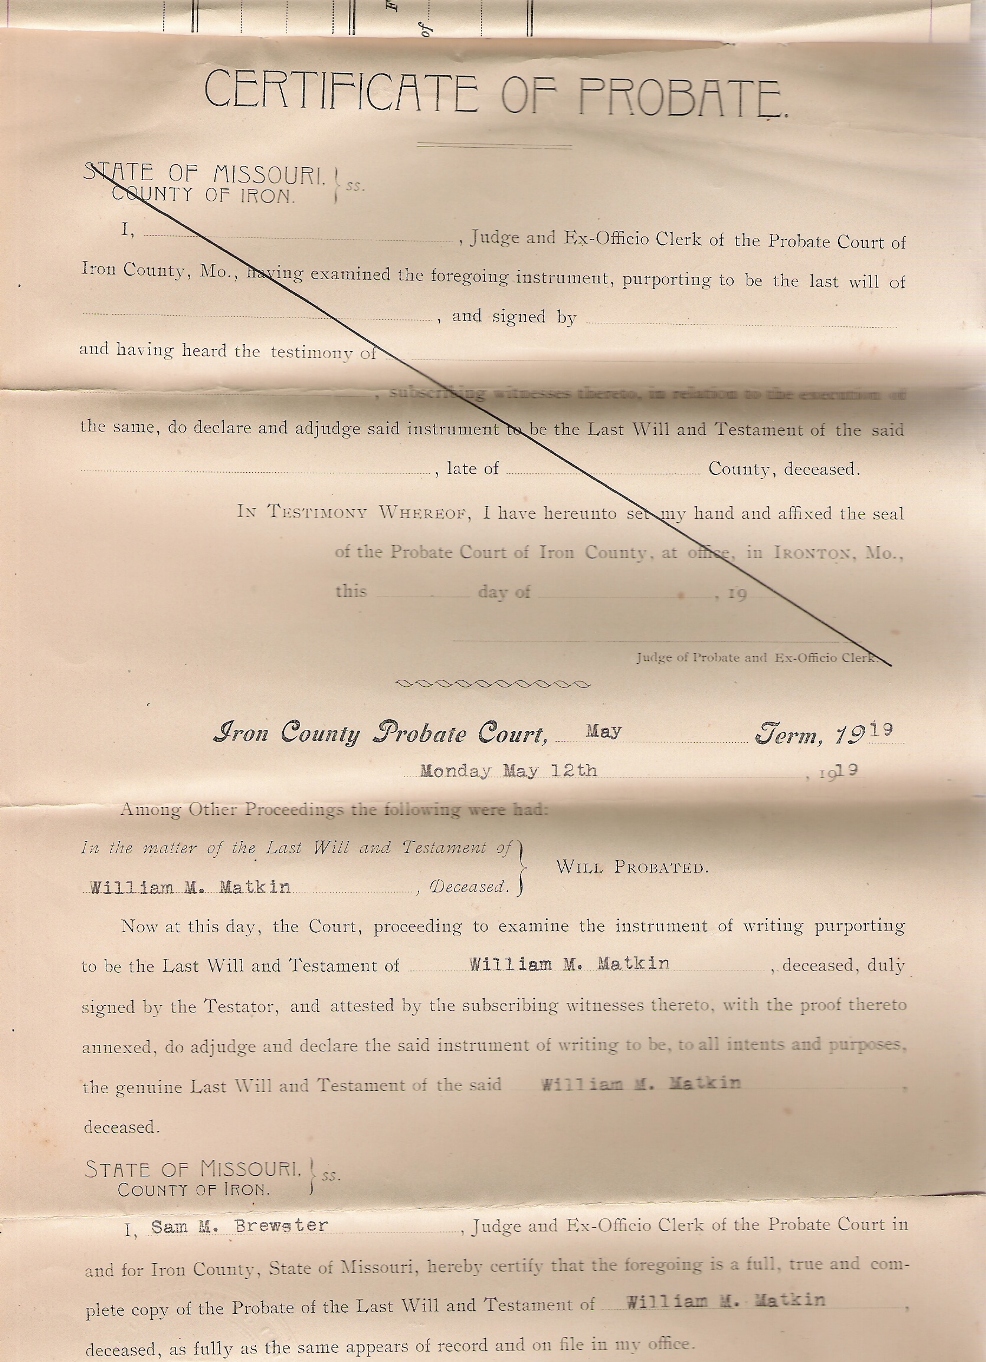 F
fo
CERTIFICATE OF PROBATE.
STATE OF MISSOURI. } ss.
COUNTY OF IRON.
I, , Judge and Ex-Officio Clerk of the Probate Court of
Iron County, Mo., having examined the foregoing instrument, purporting to be the last will of
, and signed by
and having heard the testimony of
, subscribing witnesses thereto, in relation to the execution of
the same, do declare and adjudge said instrument to be the Last Will and Testament of the said
, late of County, deceased.
IN TESTIMONY WHEREOF, I have hereunto set my hand and affixed the seal
of the Probate Court of Iron County, at office, in IRONTON, Mo.,
this day of , 19
Judge of Probate and Ex-Officio Clerk.
Iron County Probate Court, May Term, 1919
Monday May 12th , 1919
Among Other Proceedings the following were had:
In the matter of the Last Will and Testament of
William M. Matkin , Deceased. } WILL PROBATED.
Now at this day, the Court, proceeding to examine the instrument of writing purporting
to be the Last Will and Testament of William M. Matkin , deceased, duly
signed by the Testator, and attested by the subscribing witnesses thereto, with the proof thereto
annexed, do adjudge and declare the said instrument of writing to be, to all intents and purposes,
the genuine Last Will and Testament of the said William M. Matkin ,
deceased.
STATE OF MISSOURI. } ss.
COUNTY OF IRON.
I, Sam M. Brewster , Judge and Ex-Officio Clerk of the Probate Court in
and for Iron County, State of Missouri, hereby certify that the foregoing is a full, true and com-
plete copy of the Probate of the Last Will and Testament of William M. Matkin ,
deceased, as fully as the same appears of record and on file in my office.